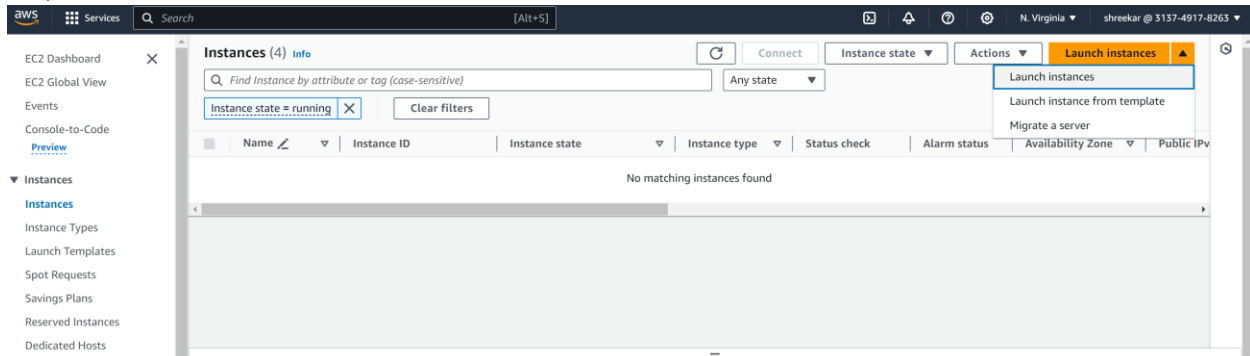 aws Services Search [Alt+S] N. Virginia shreekar @ 3137-4917-8263
EC2 Dashboard
EC2 Global View
Events
Console-to-Code
Preview
Instances
Instances
Instance Types
Launch Templates
Spot Requests
Savings Plans
Reserved Instances
Dedicated Hosts
Instances (4) Info Connect Instance state Actions Launch instances
Find Instance by attribute or tag (case-sensitive) Any state
Launch instances
Launch instance from template
Migrate a server
Instance state = running Clear filters
Name Instance ID Instance state Instance type Status check Alarm status Availability Zone Public IPv
No matching instances found